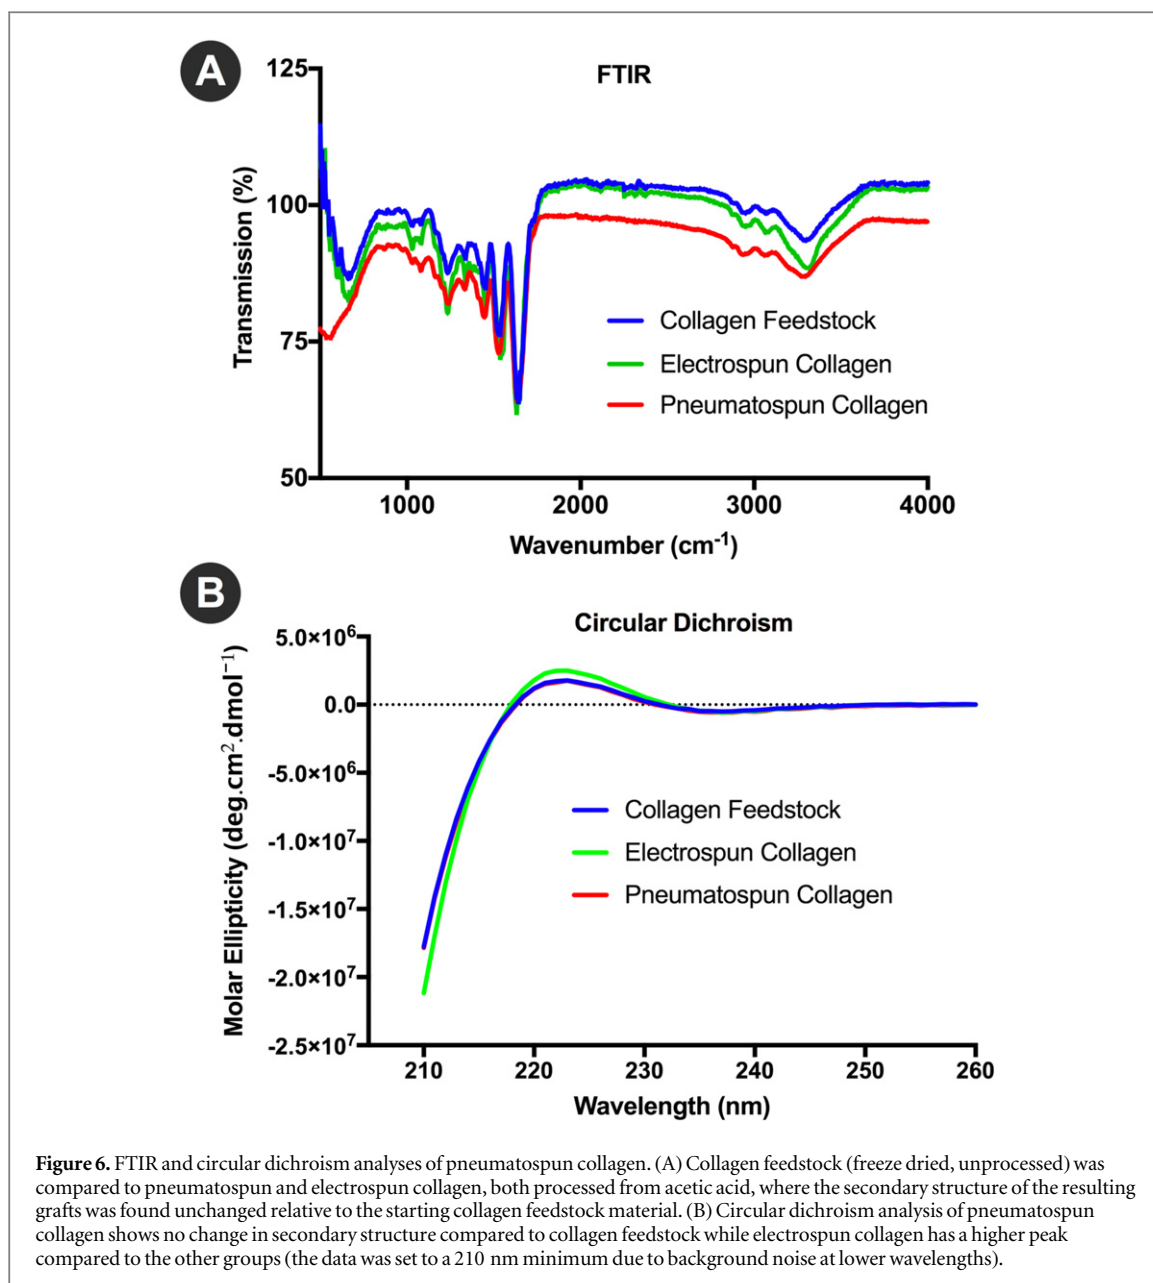 A
FTIR
125
100
75
50
Transmission (%)
Collagen Feedstock
Electrospun Collagen
Pneumatospun Collagen
1000 2000 3000 4000
Wavenumber (cm⁻¹)
B
Circular Dichroism
5.0×10⁶
0.0
-5.0×10⁶
-1.0×10⁷
-1.5×10⁷
-2.0×10⁷
-2.5×10⁷
Molar Ellipticity (deg.cm².dmol⁻¹)
Collagen Feedstock
Electrospun Collagen
Pneumatospun Collagen
210 220 230 240 250 260
Wavelength (nm)
Figure 6. FTIR and circular dichroism analyses of pneumatospun collagen. (A) Collagen feedstock (freeze dried, unprocessed) was
compared to pneumatospun and electrospun collagen, both processed from acetic acid, where the secondary structure of the resulting
grafts was found unchanged relative to the starting collagen feedstock material. (B) Circular dichroism analysis of pneumatospun
collagen shows no change in secondary structure compared to collagen feedstock while electrospun collagen has a higher peak
compared to the other groups (the data was set to a 210 nm minimum due to background noise at lower wavelengths).